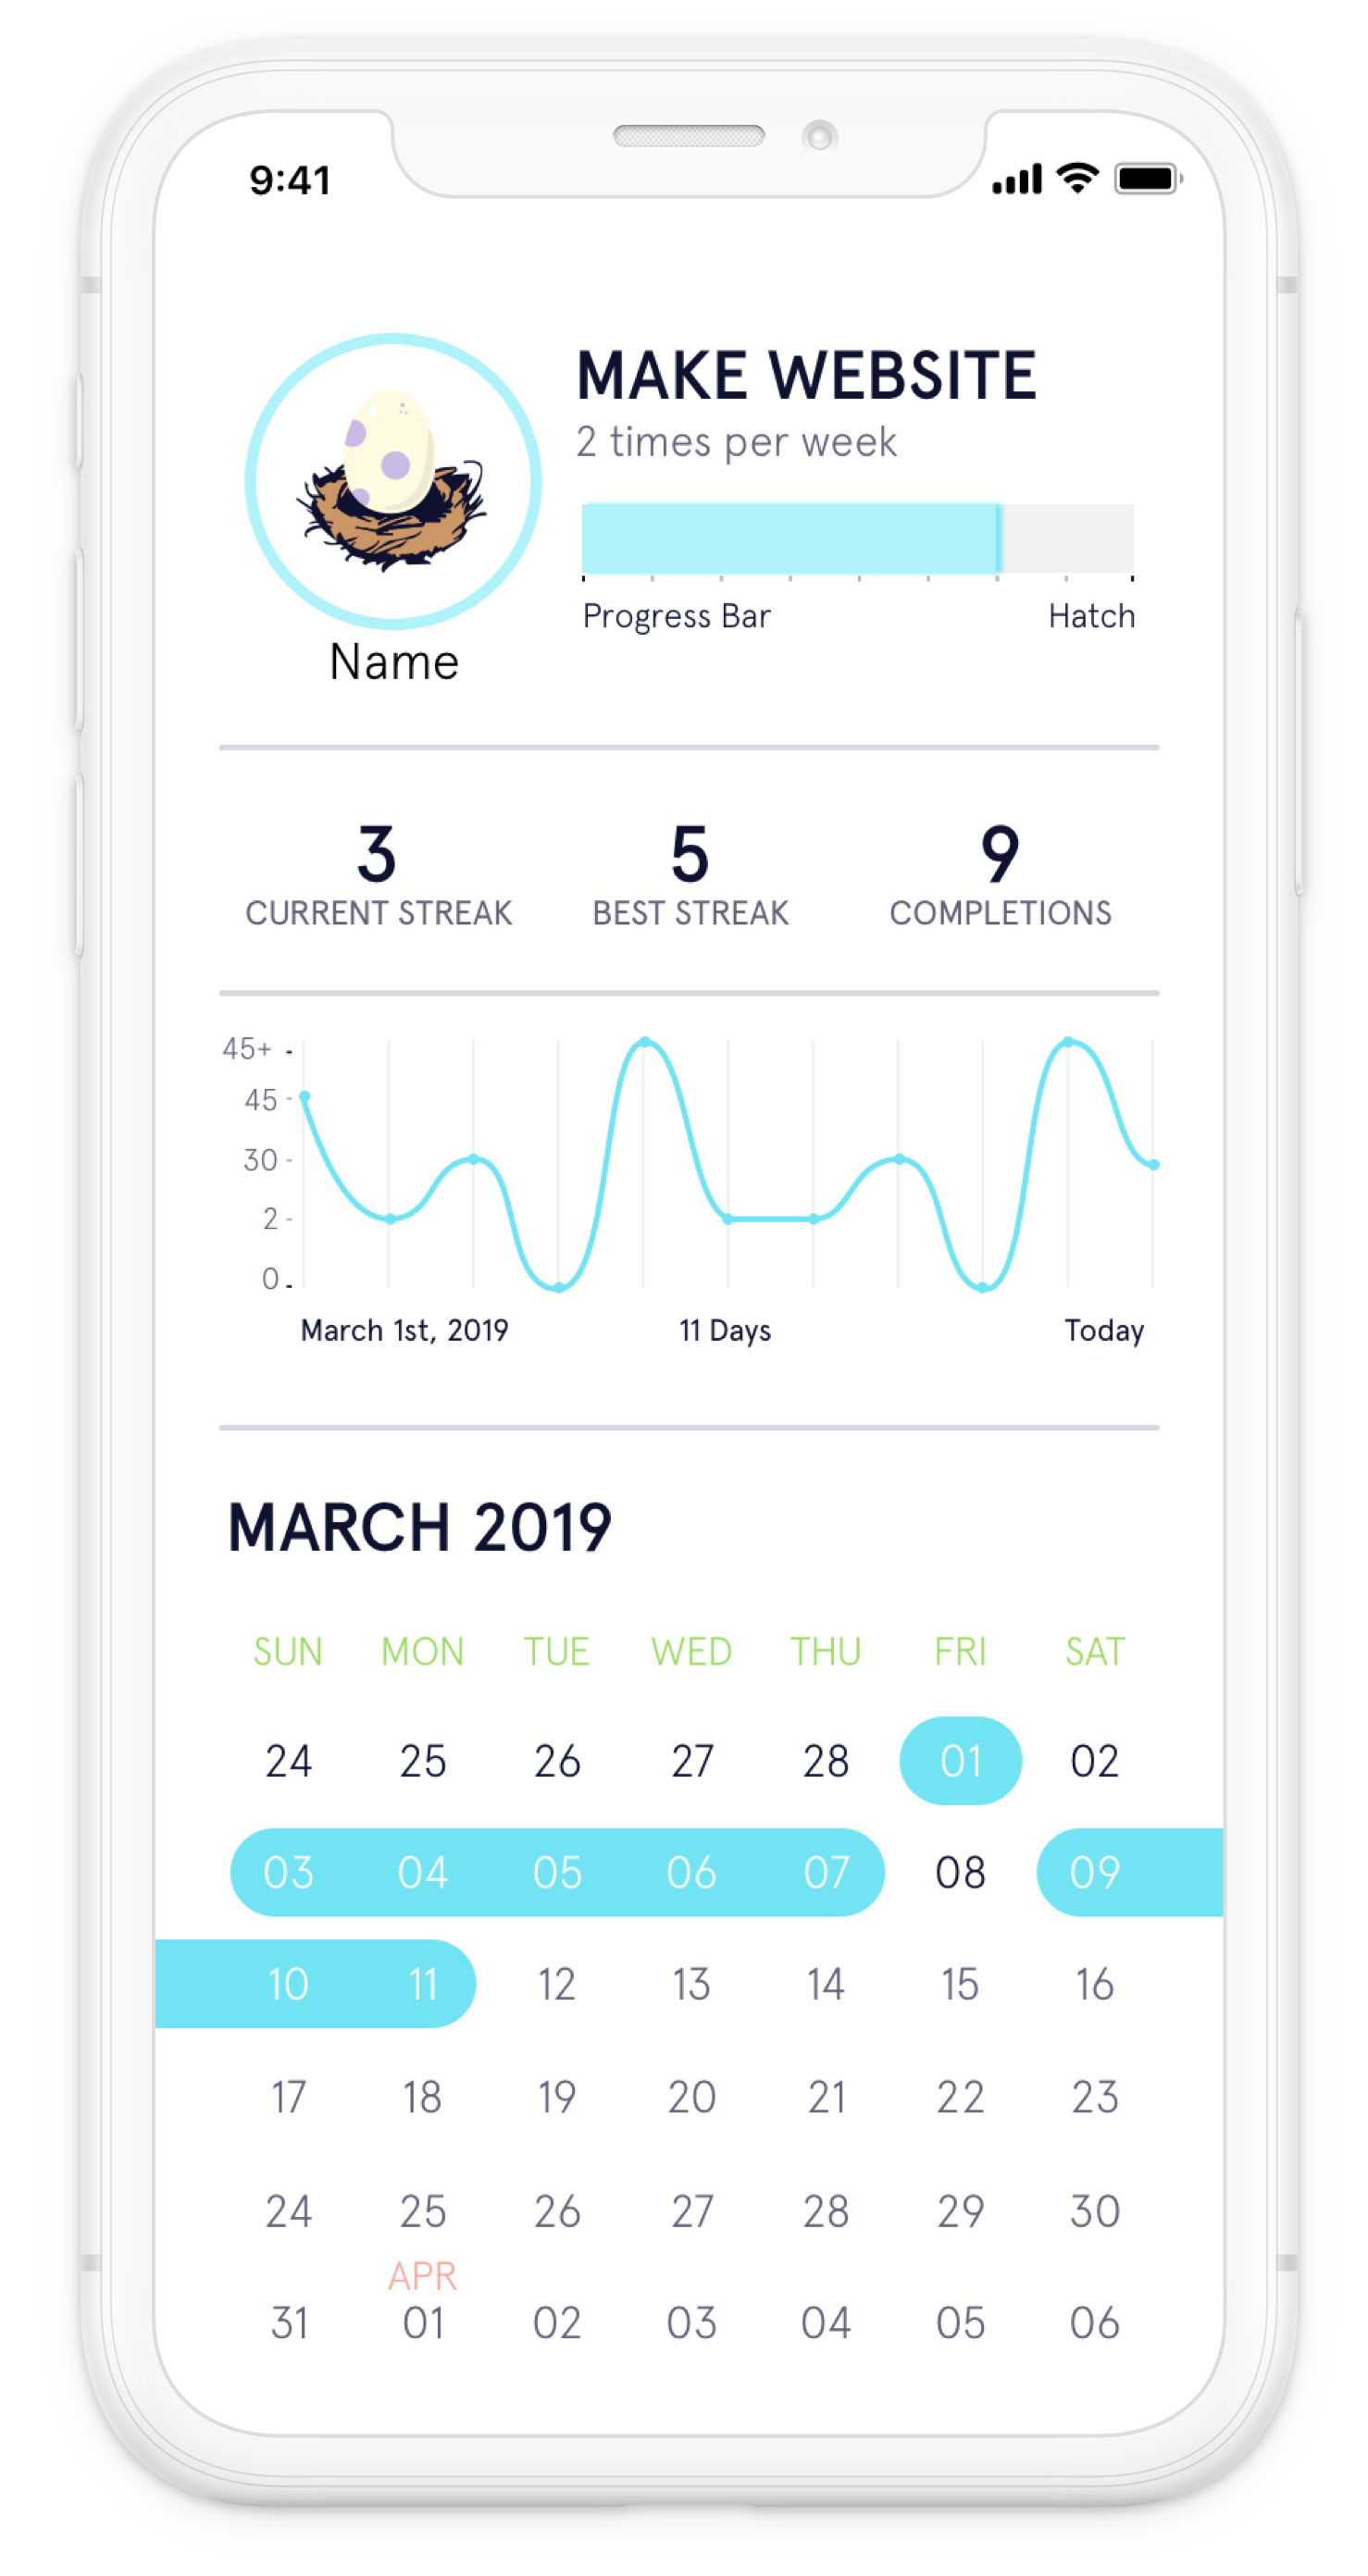 9:41
MAKE WEBSITE
2 times per week
Progress Bar Hatch
Name
3 5 9
CURRENT STREAK BEST STREAK COMPLETIONS
45+
45
30
2
0
March 1st, 2019 11 Days Today
MARCH 2019
SUN MON TUE WED THU FRI SAT
24 25 26 27 28 01 02
03 04 05 06 07 08 09
10 11 12 13 14 15 16
17 18 19 20 21 22 23
24 25 26 27 28 29 30
APR
31 01 02 03 04 05 06